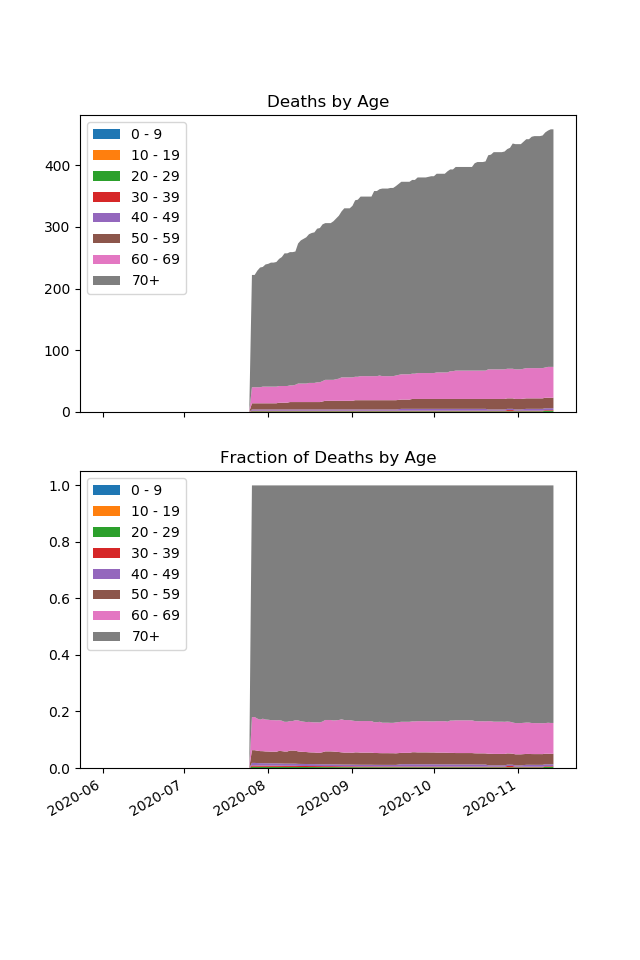 Deaths by Age
0 - 9
10 - 19
20 - 29
30 - 39
40 - 49
50 - 59
60 - 69
70+
400
300
200
100
0
Fraction of Deaths by Age
0 - 9
10 - 19
20 - 29
30 - 39
40 - 49
50 - 59
60 - 69
70+
1.0
0.8
0.6
0.4
0.2
0.0
2020-06
2020-07
2020-08
2020-09
2020-10
2020-11